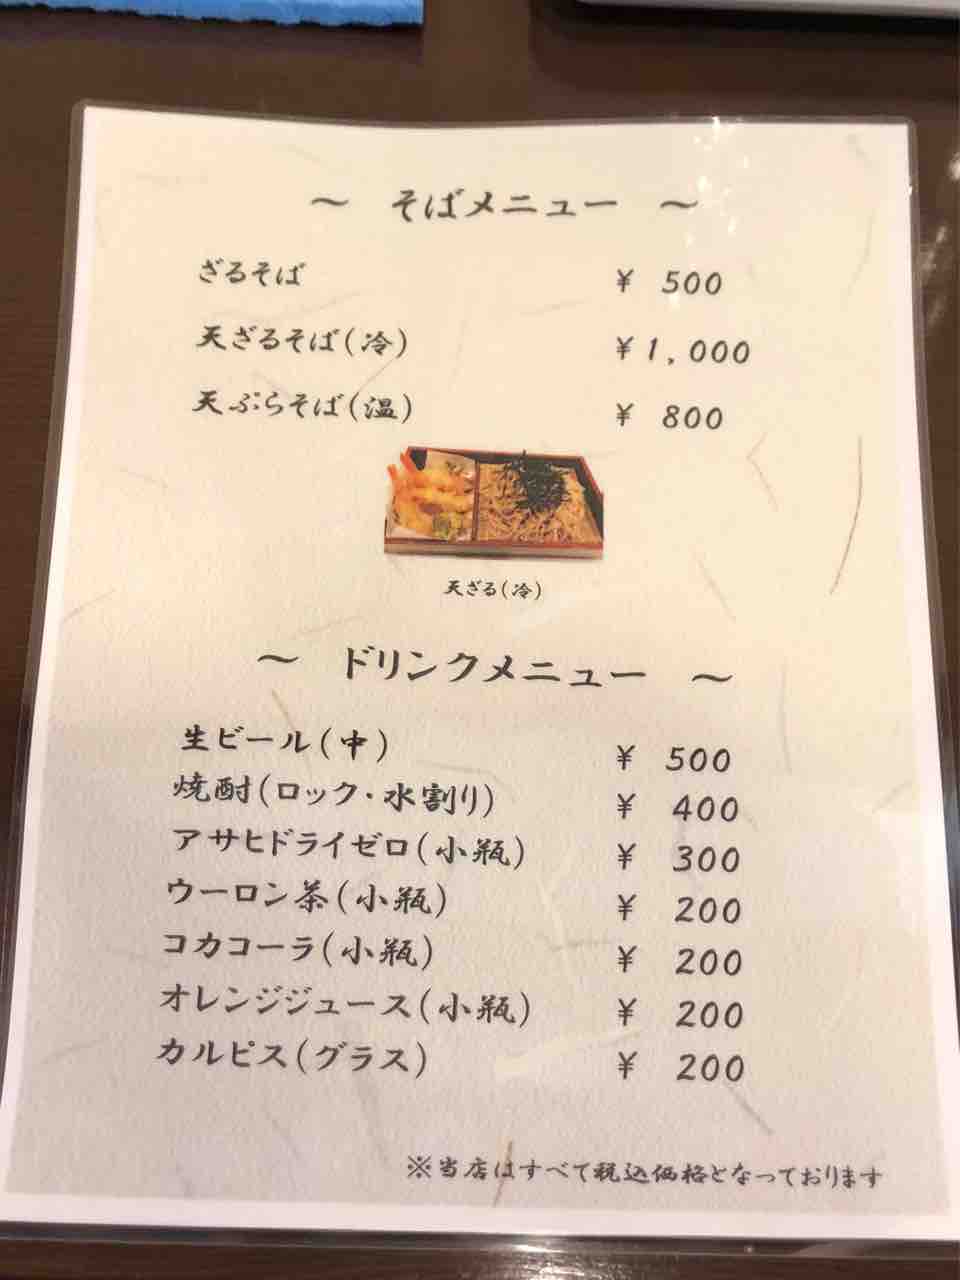 ～ そばメニュー ～
ざるそば ￥ 500
天ざるそば(冷) ￥1,000
天ぷらそば(温) ￥ 800
天ざる(冷)
～ ドリンクメニュー ～
生ビール(中) ￥ 500
焼酎(ロック・水割り) ￥ 400
アサヒドライゼロ(小瓶) ￥ 300
ウーロン茶(小瓶) ￥ 200
コカコーラ(小瓶) ￥ 200
オレンジジュース(小瓶) ￥ 200
カルピス(グラス) ￥ 200
※当店はすべて税込価格となっております